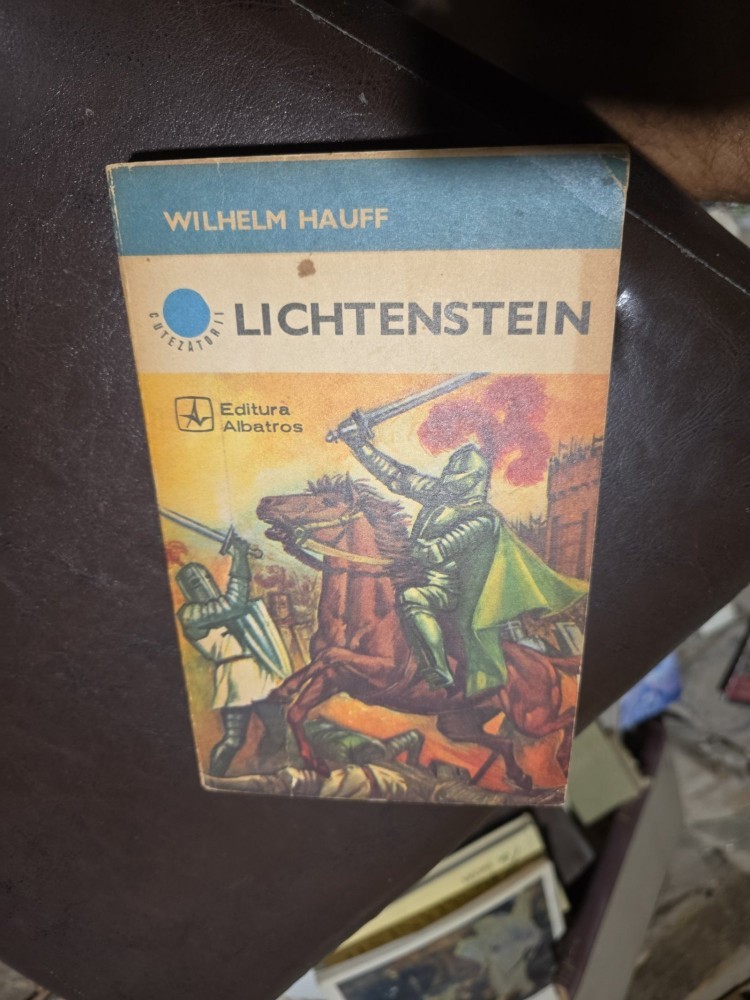 WILHELM HAUFF
CUTEZĂTORII
LICHTENSTEIN
Editura
Albatros